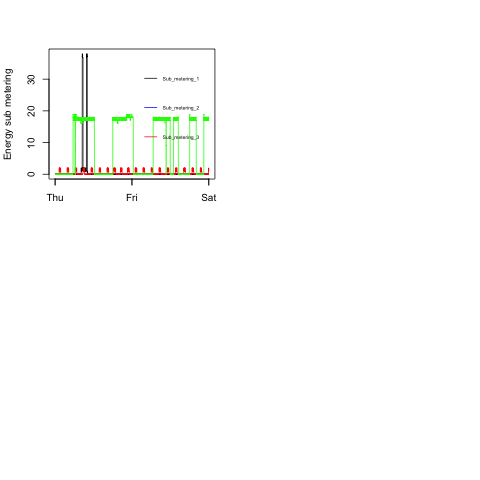 Energy sub metering
30
20
10
0
Sub_metering_1
Sub_metering_2
Sub_metering_3
Thu Fri Sat